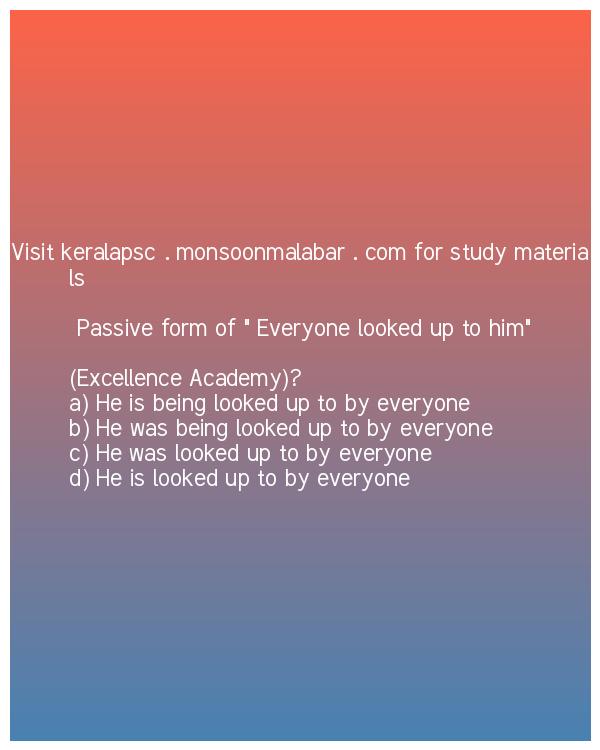 Visit keralapsc . monsoonmalabar . com for study materia
ls
Passive form of " Everyone looked up to him"
(Excellence Academy)?
a) He is being looked up to by everyone
b) He was being looked up to by everyone
c) He was looked up to by everyone
d) He is looked up to by everyone